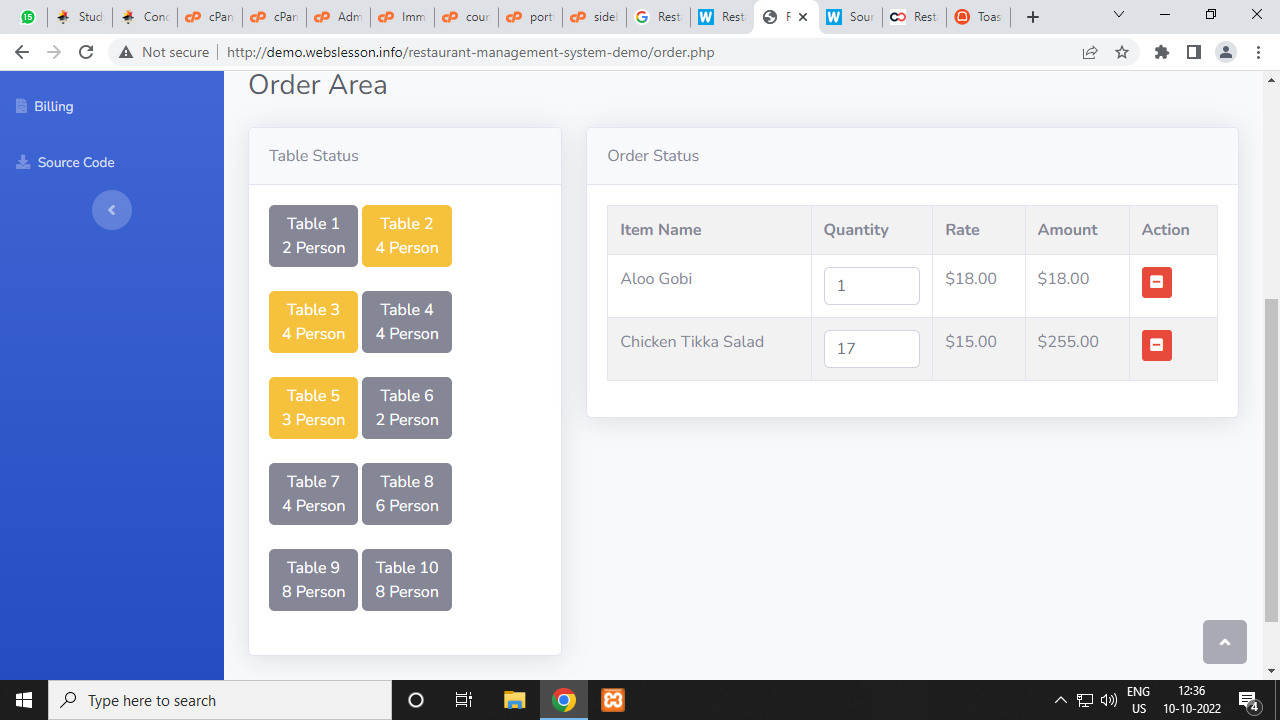 Stud
Conc
cPan
cPan
Adm
Imm
cour
port
side
Resta
Rest
F
Sour
Rest
Toas
Not secure
http://demo.webslesson.info/restaurant-management-system-demo/order.php
Billing
Source Code
Order Area
Table Status
Table 1
2 Person
Table 2
4 Person
Table 3
4 Person
Table 4
4 Person
Table 5
3 Person
Table 6
2 Person
Table 7
4 Person
Table 8
6 Person
Table 9
8 Person
Table 10
8 Person
Order Status
Item Name Quantity Rate Amount Action
Aloo Gobi 1 $18.00 $18.00
Chicken Tikka Salad 17 $15.00 $255.00
Type here to search
ENG
US
12:36
10-10-2022
4